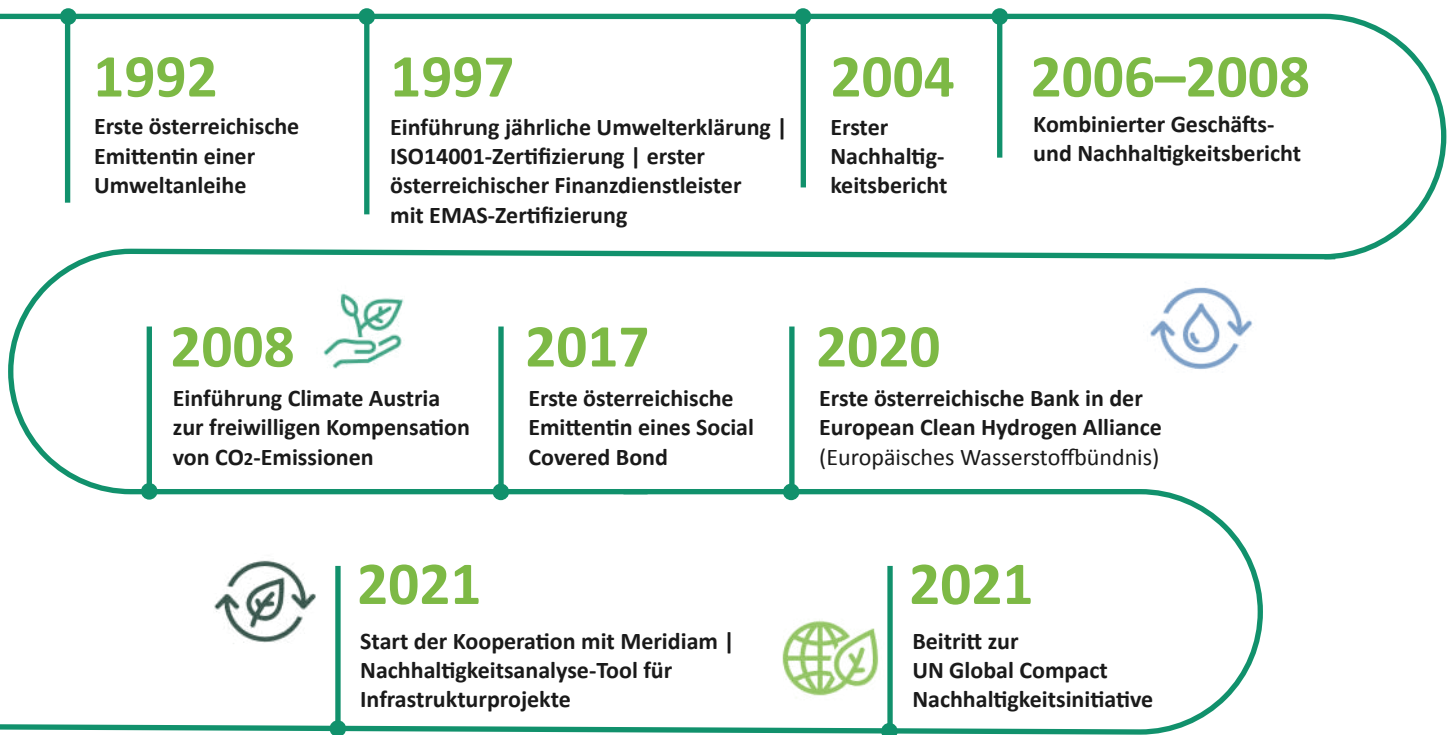 1992
Erste österreichische
Emittentin einer
Umweltanleihe
1997
Einführung jährliche Umwelterklärung |
ISO14001-Zertifizierung | erster
österreichischer Finanzdienstleister
mit EMAS-Zertifizierung
2004
Erster
Nachhaltig-
keitsbericht
2006–2008
Kombinierter Geschäfts-
und Nachhaltigkeitsbericht
2008
Einführung Climate Austria
zur freiwilligen Kompensation
von CO2-Emissionen
2017
Erste österreichische
Emittentin eines Social
Covered Bond
2020
Erste österreichische Bank in der
European Clean Hydrogen Alliance
(Europäisches Wasserstoffbündnis)
2021
Start der Kooperation mit Meridiam |
Nachhaltigkeitsanalyse-Tool für
Infrastrukturprojekte
2021
Beitritt zur
UN Global Compact
Nachhaltigkeitsinitiative